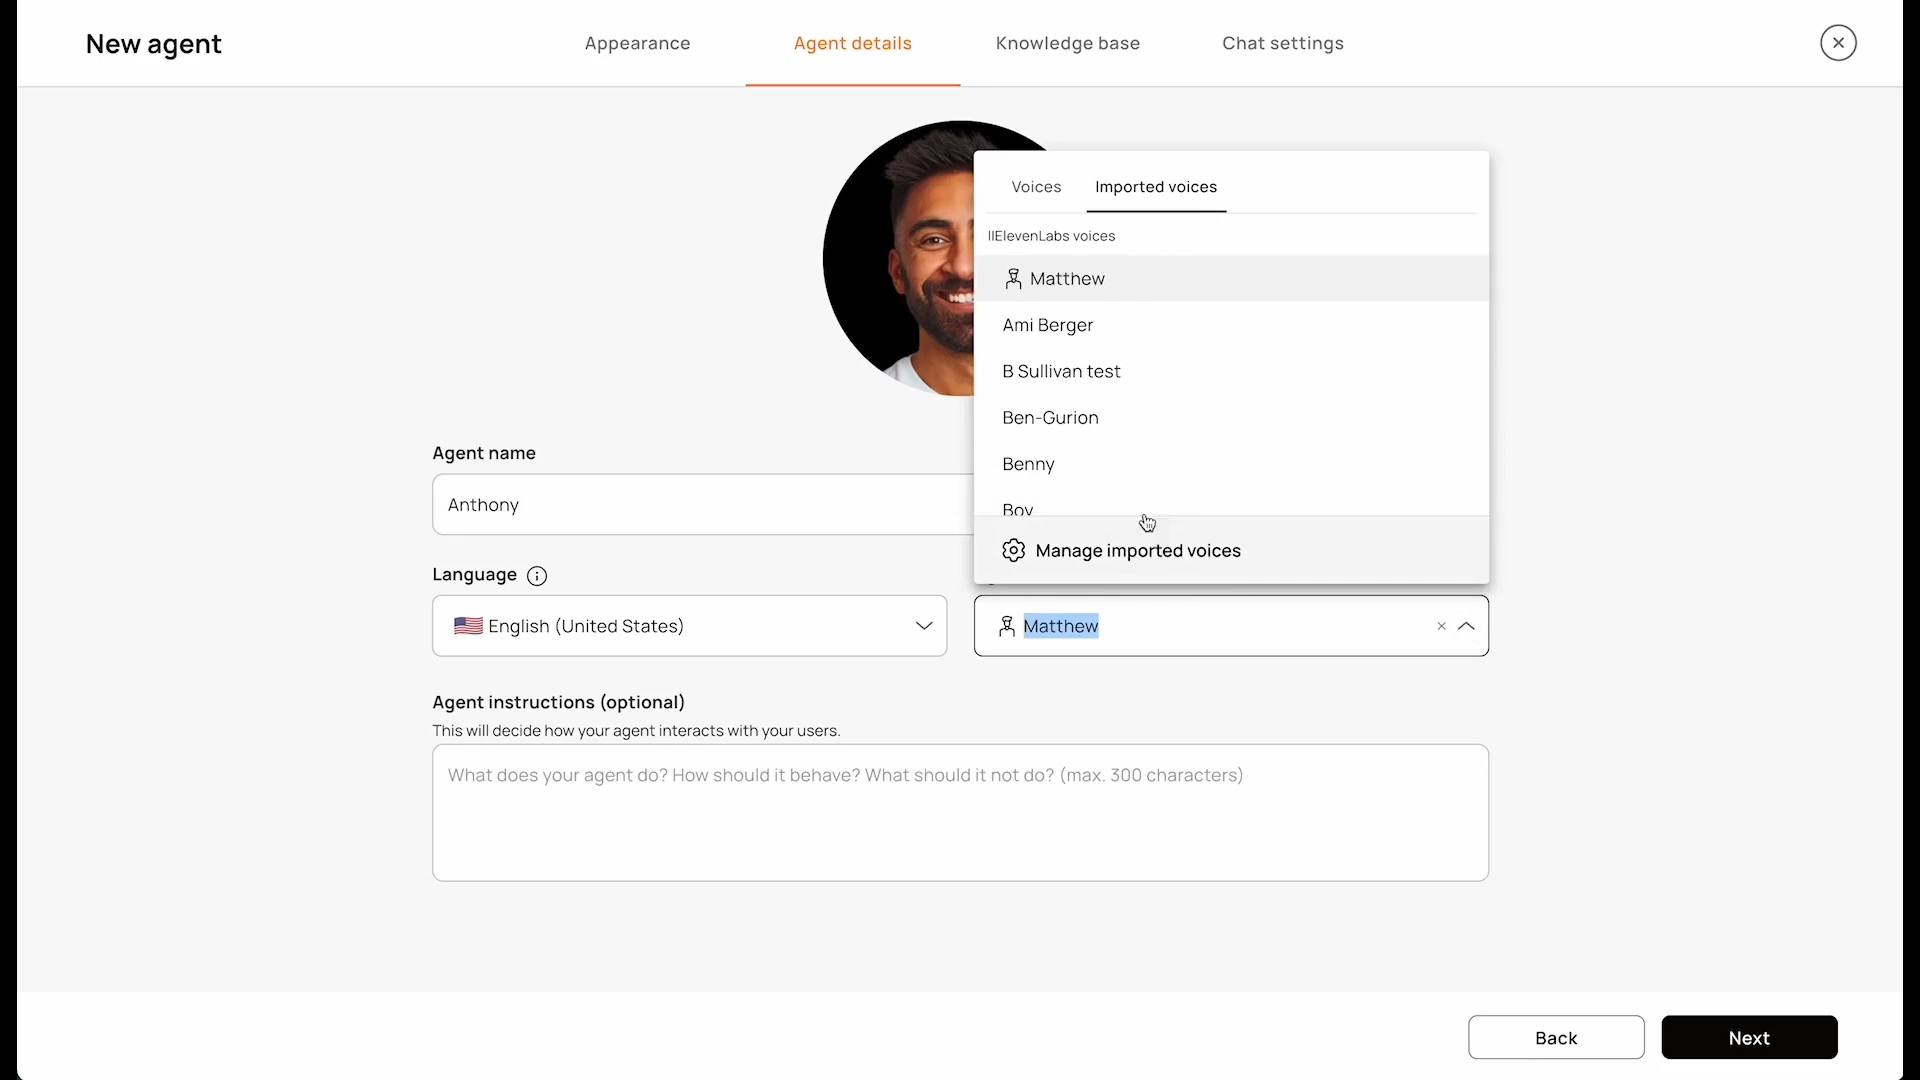 New agent
Appearance
Agent details
Knowledge base
Chat settings
Voices
Imported voices
IIElevenLabs voices
Matthew
Ami Berger
B Sullivan test
Ben-Gurion
Benny
Boy
Manage imported voices
Agent name
Anthony
Language
English (United States)
Matthew
Agent instructions (optional)
This will decide how your agent interacts with your users.
What does your agent do? How should it behave? What should it not do? (max. 300 characters)
Back
Next